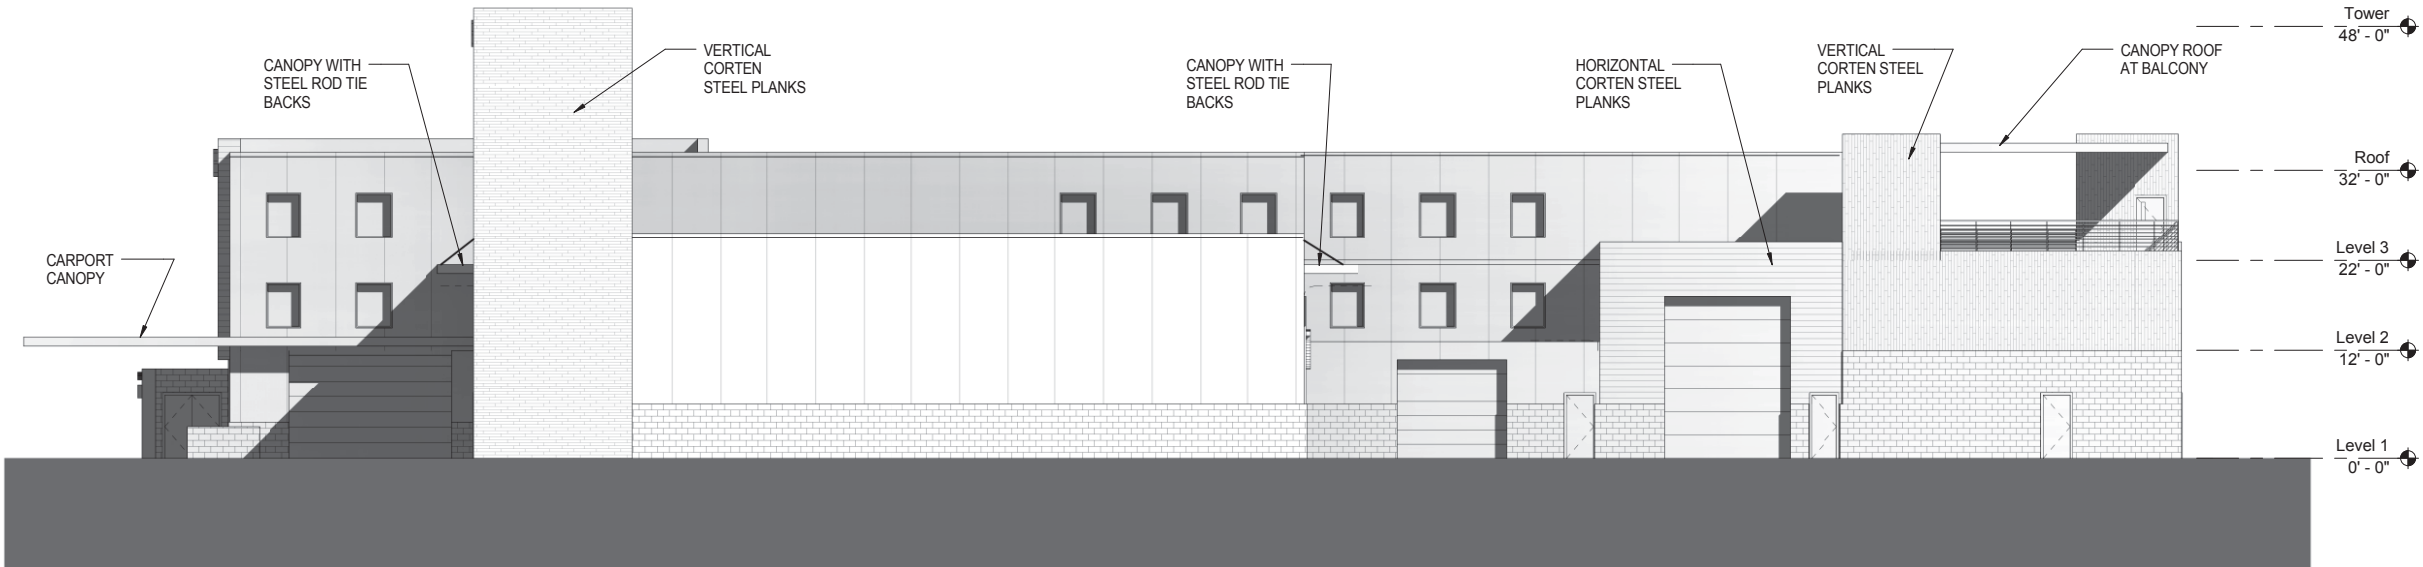 CARPORT
CANOPY
CANOPY WITH
STEEL ROD TIE
BACKS
VERTICAL
CORTEN
STEEL PLANKS
CANOPY WITH
STEEL ROD TIE
BACKS
HORIZONTAL
CORTEN STEEL
PLANKS
VERTICAL
CORTEN STEEL
PLANKS
CANOPY ROOF
AT BALCONY
Tower
48' - 0"
Roof
32' - 0"
Level 3
22' - 0"
Level 2
12' - 0"
Level 1
0' - 0"